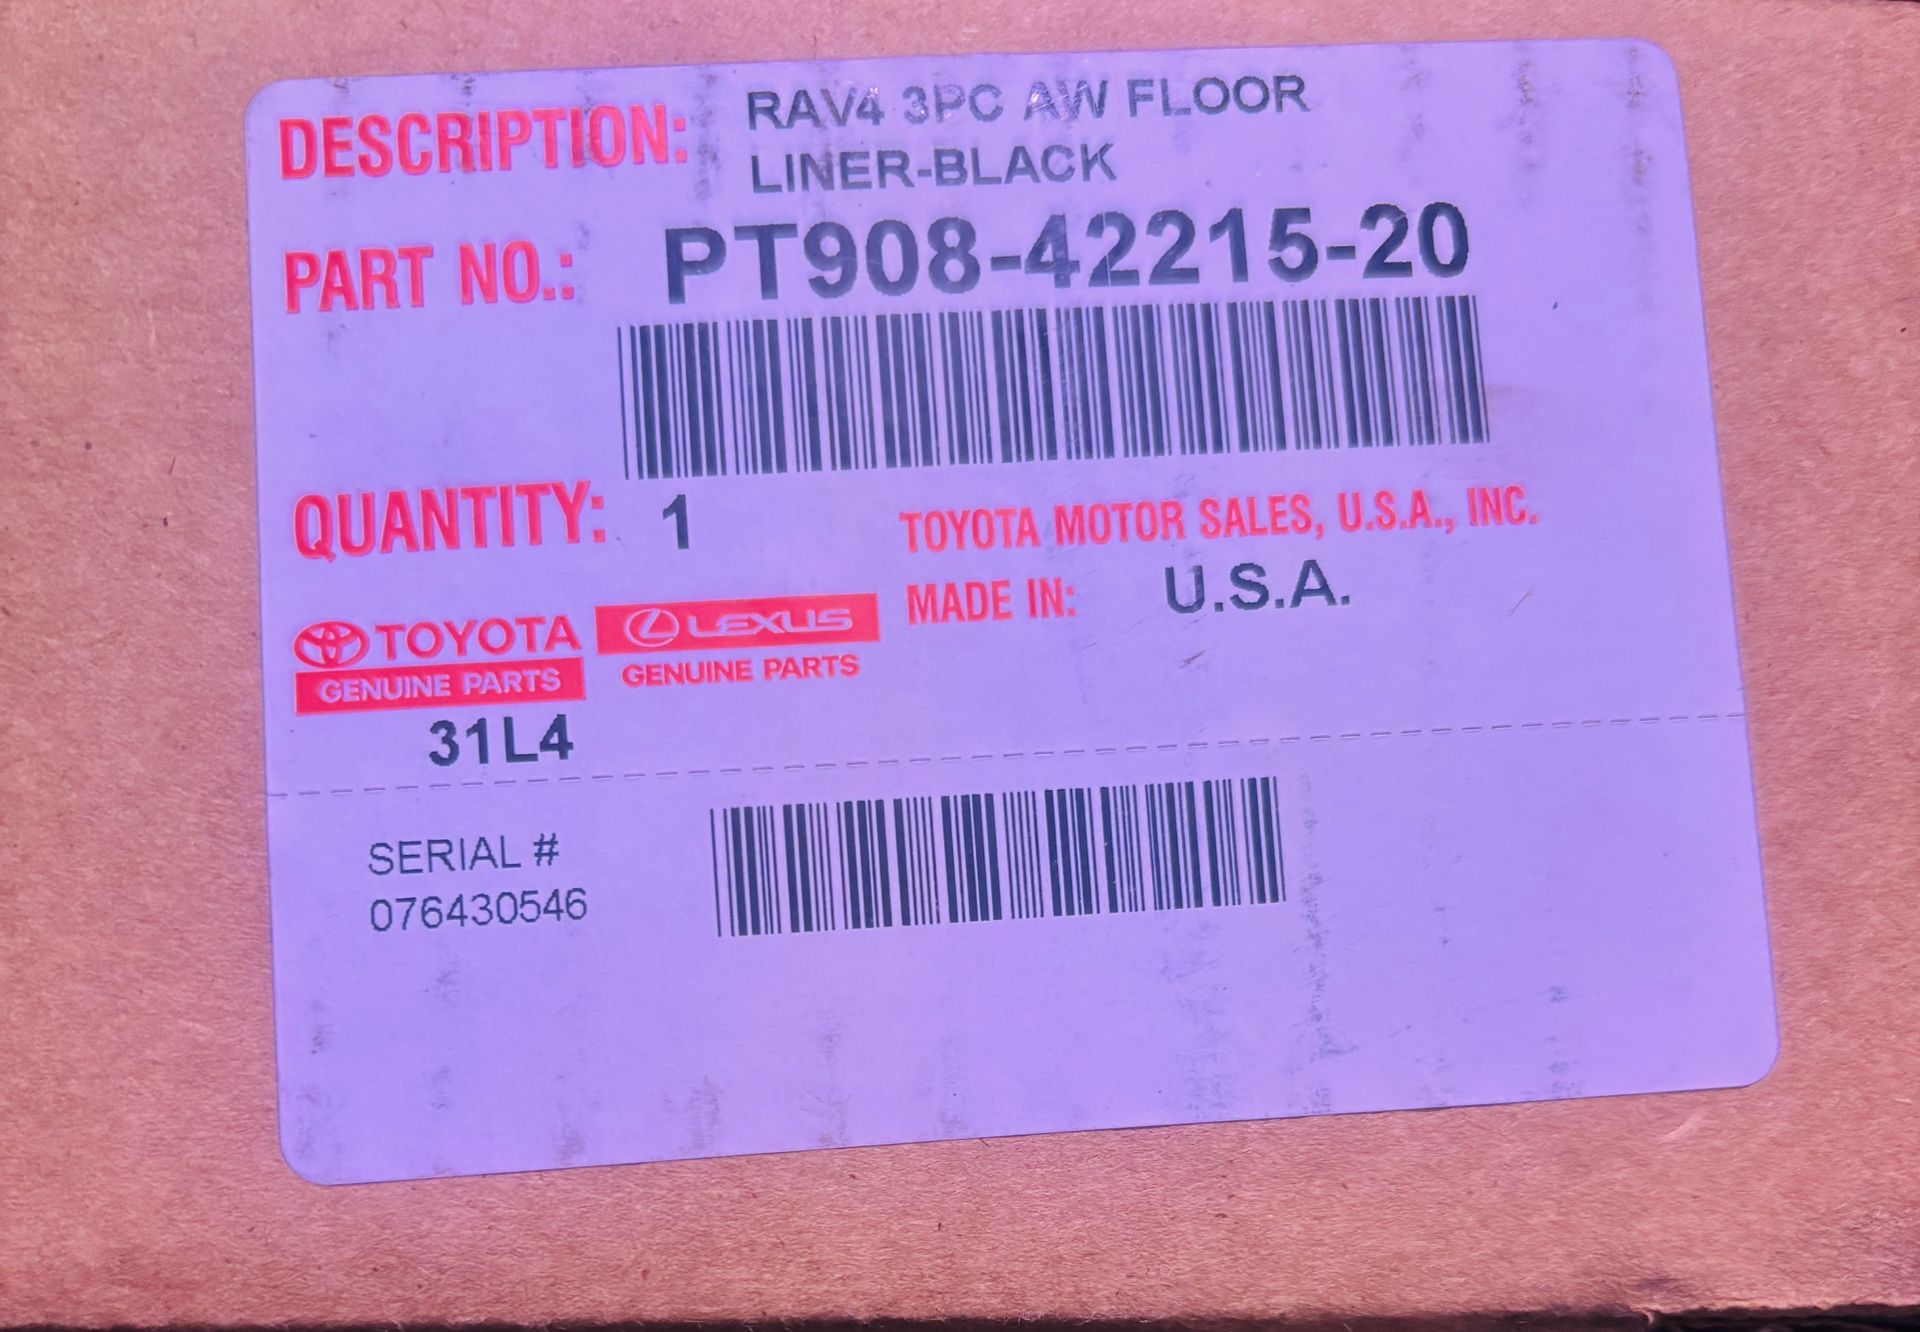 DESCRIPTION: RAV4 3PC AW FLOOR
LINER-BLACK
PART NO.: PT908-42215-20
QUANTITY: 1
TOYOTA MOTOR SALES, U.S.A., INC.
MADE IN: U.S.A.
TOYOTA
GENUINE PARTS
LEXUS
GENUINE PARTS
31L4
SERIAL #
076430546